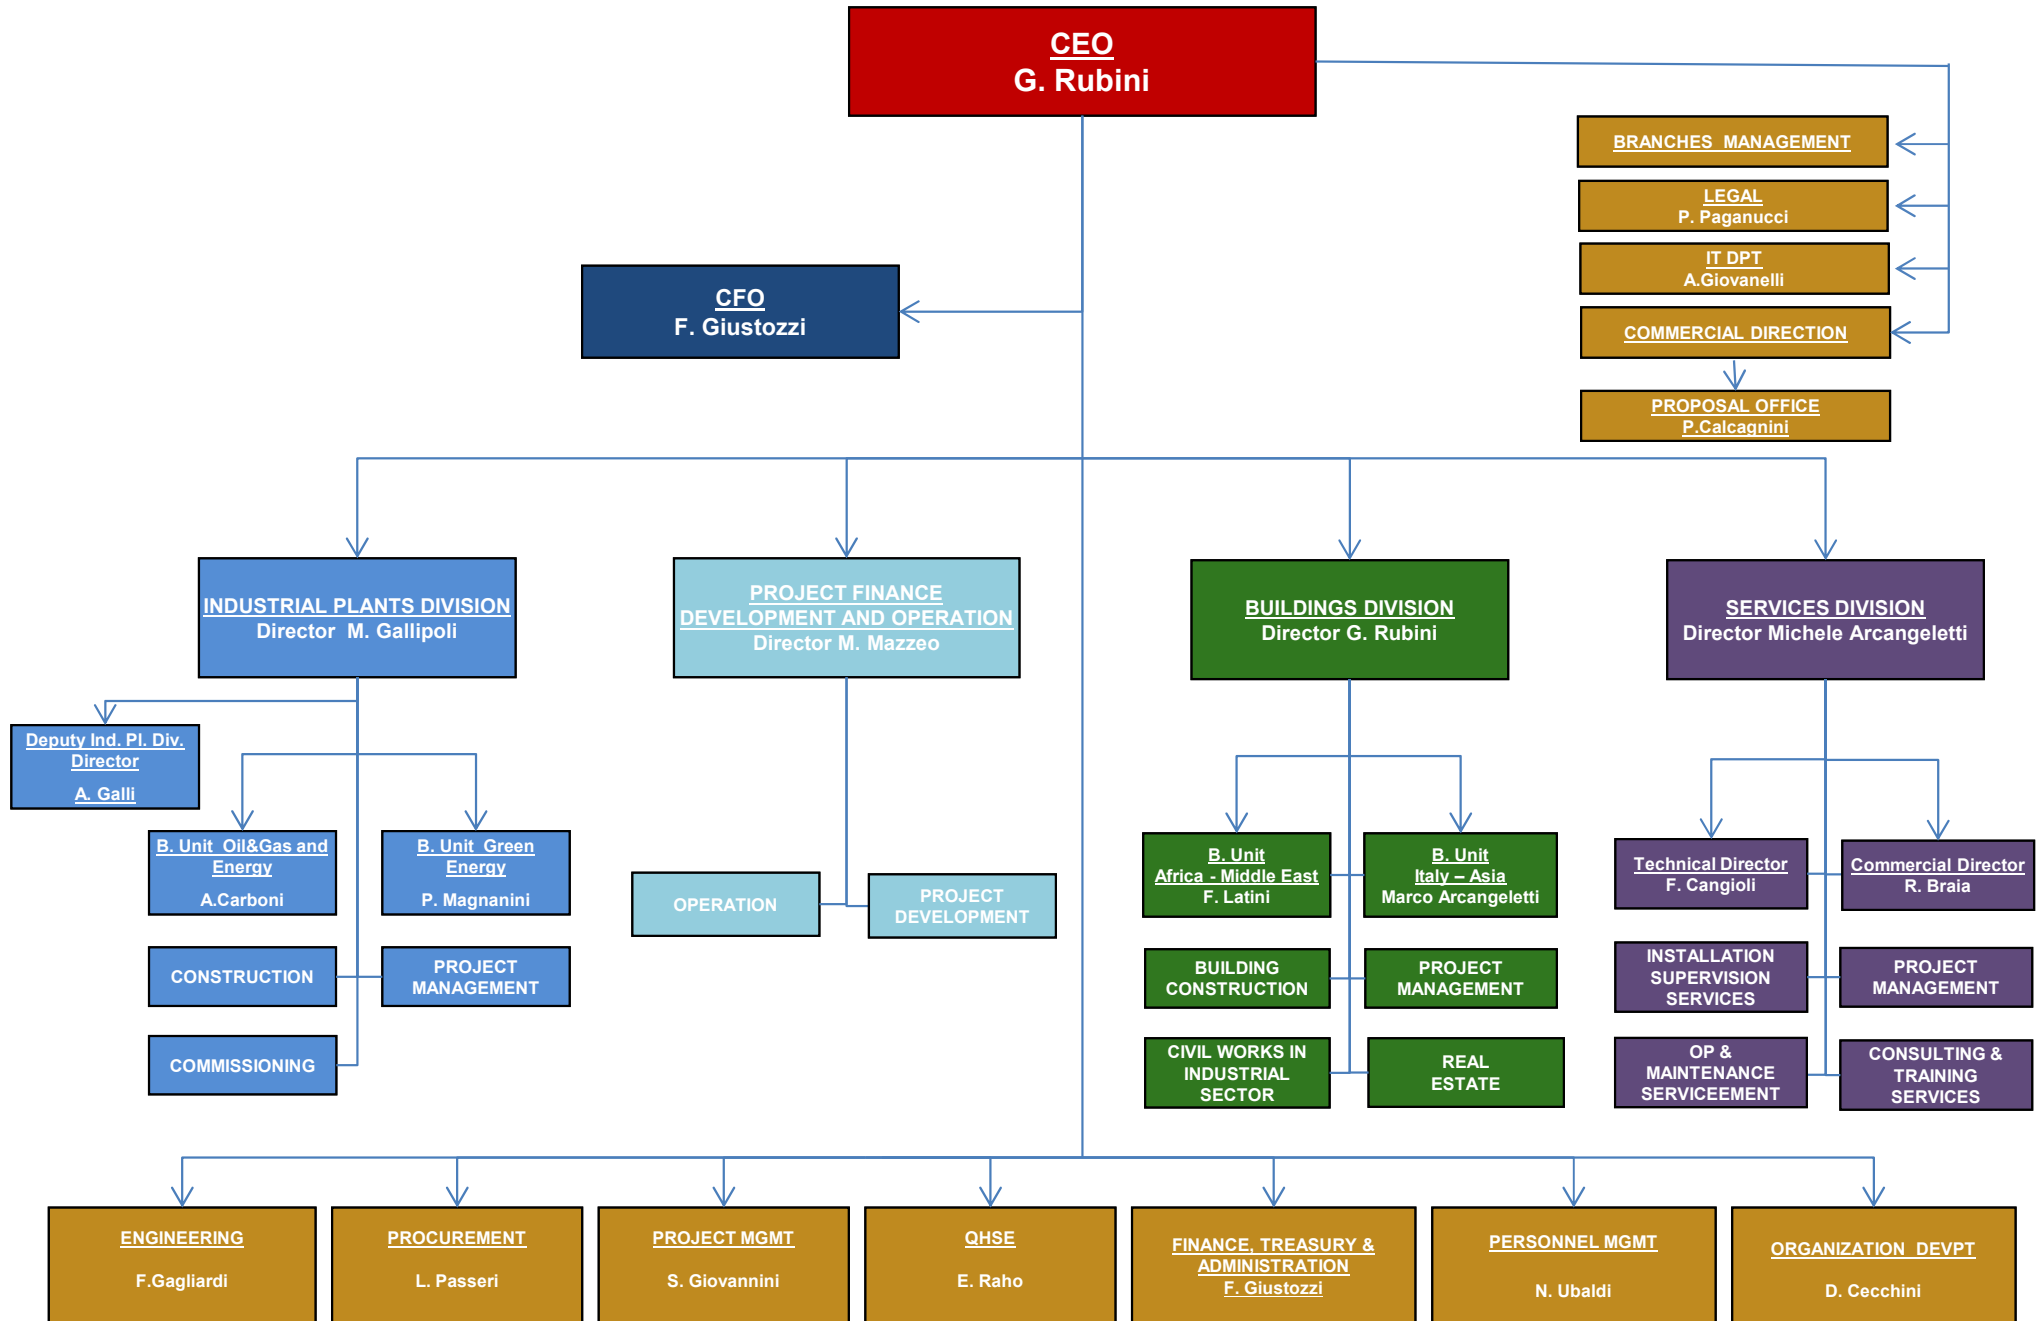 CEO
G. Rubini
BRANCHES MANAGEMENT
LEGAL
P. Paganucci
IT DPT
A.Giovanelli
CFO
F. Giustozzi
COMMERCIAL DIRECTION
PROPOSAL OFFICE
P.Calcagnini
INDUSTRIAL PLANTS DIVISION
Director M. Gallipoli
PROJECT FINANCE
DEVELOPMENT AND OPERATION
Director M. Mazzeo
BUILDINGS DIVISION
Director G. Rubini
SERVICES DIVISION
Director Michele Arcangeletti
Deputy Ind. Pl. Div.
Director
A. Galli
B. Unit Oil&Gas and
Energy
A.Carboni
B. Unit Green
Energy
P. Magnanini
OPERATION
PROJECT
DEVELOPMENT
B. Unit
Africa - Middle East
F. Latini
B. Unit
Italy – Asia
Marco Arcangeletti
Technical Director
F. Cangioli
Commercial Director
R. Braia
CONSTRUCTION
PROJECT
MANAGEMENT
BUILDING
CONSTRUCTION
PROJECT
MANAGEMENT
INSTALLATION
SUPERVISION
SERVICES
PROJECT
MANAGEMENT
COMMISSIONING
CIVIL WORKS IN
INDUSTRIAL
SECTOR
REAL
ESTATE
OP &
MAINTENANCE
SERVICEEMENT
CONSULTING &
TRAINING
SERVICES
ENGINEERING
F.Gagliardi
PROCUREMENT
L. Passeri
PROJECT MGMT
S. Giovannini
QHSE
E. Raho
FINANCE, TREASURY &
ADMINISTRATION
F. Giustozzi
PERSONNEL MGMT
N. Ubaldi
ORGANIZATION DEVPT
D. Cecchini